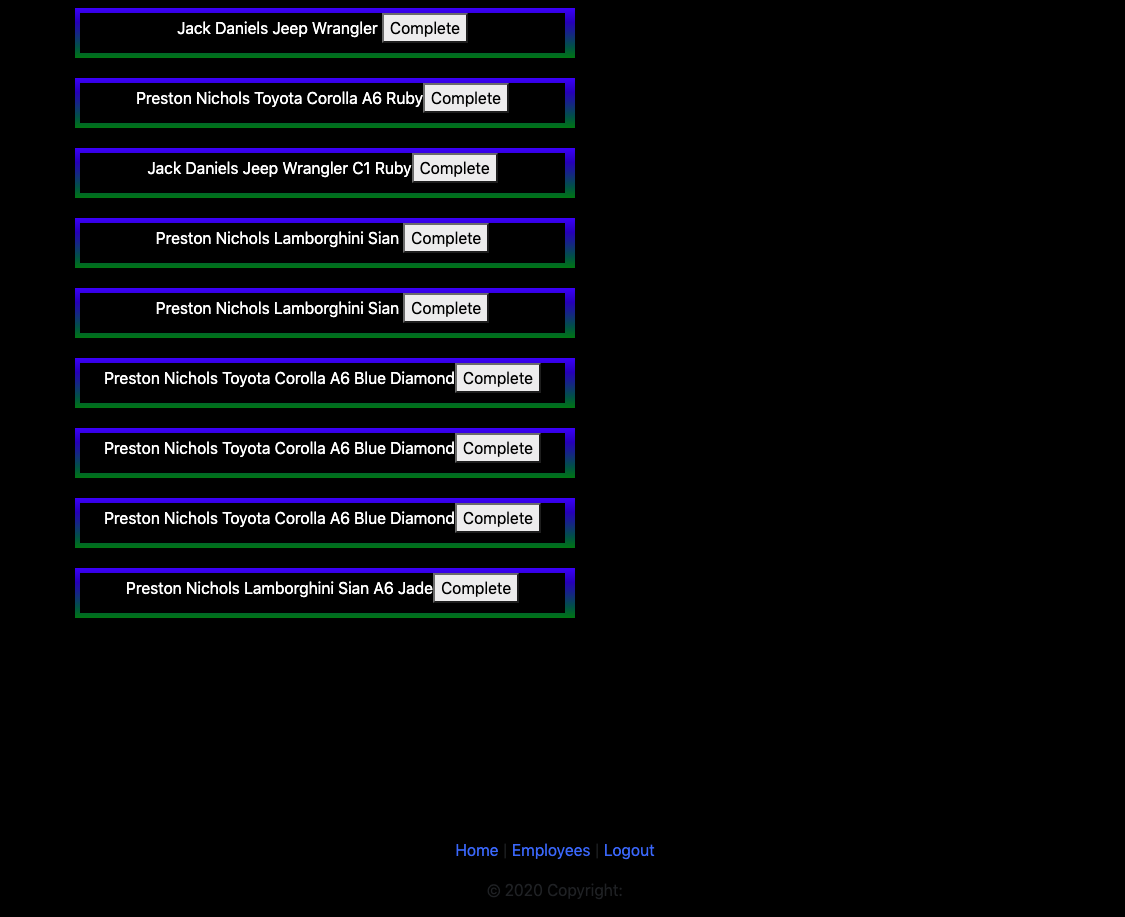 Jack Daniels Jeep Wrangler Complete
Preston Nichols Toyota Corolla A6 Ruby Complete
Jack Daniels Jeep Wrangler C1 Ruby Complete
Preston Nichols Lamborghini Sian Complete
Preston Nichols Lamborghini Sian Complete
Preston Nichols Toyota Corolla A6 Blue Diamond Complete
Preston Nichols Toyota Corolla A6 Blue Diamond Complete
Preston Nichols Toyota Corolla A6 Blue Diamond Complete
Preston Nichols Lamborghini Sian A6 Jade Complete
Home | Employees | Logout
© 2020 Copyright: